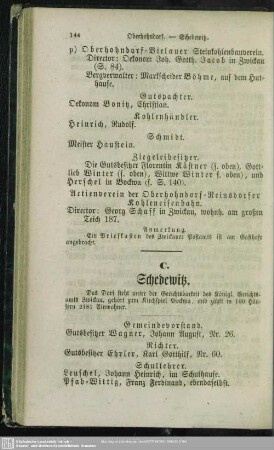 144 Oberhohndorf. — Schedewitz.
p) Oberhohndorf-Vielauer Steinkohlenbauverein.
Director: Oekonom Joh. Gotth. Jacob in Zwickau
(S. 84).
Bergverwalter: Markscheider Böhme, auf dem Hut-
hause.
Gutspachter.
Oekonom Bonitz, Christian.
Kohlenhändler.
Heinrich, Rudolf.
Schmidt.
Meister Haustein.
Ziegeleibesitzer.
Die Gutsbesitzer Florentin Kästner (s. oben), Gott-
lieb Winter (s. oben), Wittwe Winter (s. oben), und
Herschel in Bockwa (s. S. 140).
Actienverein der Oberhohndorf-Reinsdorfer
Kohleneisenbahn.
Director: Georg Schaff in Zwickau, wohnh. am großen
Teich 187.
Anmerkung.
Ein Briefkasten des Zwickauer Postamts ist am Gasthofe
angebracht.
C.
Schedewitz.
Das Dorf steht unter der Gerichtsbarkeit des Königl. Gerichts-
amts Zwickau, gehört zum Kirchspiel Bockwa, und zählt in 140 Häu-
sern 2181 Einwohner.
Gemeindevorstand.
Gutsbesitzer Wagner, Johann August, Nr. 26.
Richter.
Gutsbesitzer Ehrler, Karl Gotthilf, Nr. 60.
Schullehrer.
Leuschel, Johann Heinrich, im Schulhause.
Pfab-Wittig, Franz Ferdinand, ebendaselbst.